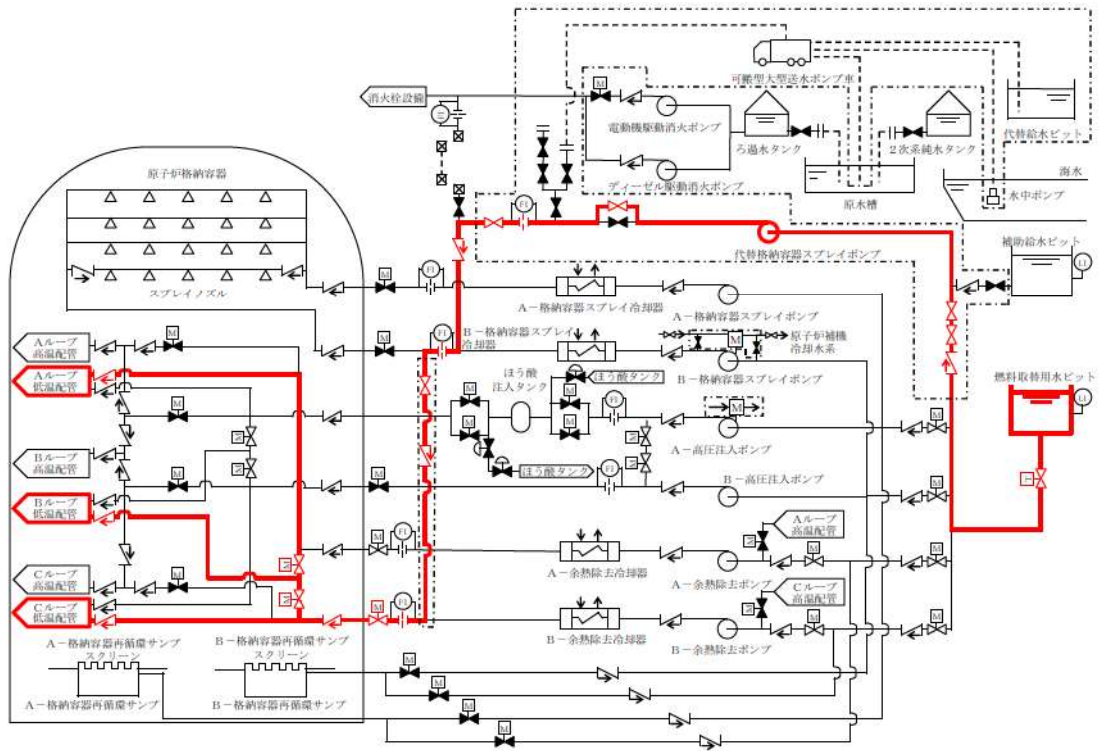 可搬型大型送水ポンプ車
消火栓設備
M
電動機駆動消火ポンプ
ろ過水タンク
2次系純水タンク
代替給水ピット
ディーゼル駆動消火ポンプ
原水槽
海水
水中ポンプ
原子炉格納容器
スプレイノズル
FI
代替格納容器スプレイポンプ
補助給水ピット
LI
M
FI
A-格納容器スプレイ冷却器
A-格納容器スプレイポンプ
B-格納容器スプレイ
冷却器
FI
M
M
原子炉補機
冷却水系
B-格納容器スプレイポンプ
Aループ
高温配管
M
Aループ
低温配管
ほう酸
注入タンク
ほう酸タンク
燃料取替用水ピット
LI
M
M
M
M
FI
M
M
M
M
A-高圧注入ポンプ
M
Bループ
高温配管
M
M
M
ほう酸タンク
FI
M
B-高圧注入ポンプ
M
Bループ
低温配管
Aループ
高温配管
M
FI
M
M
M
M
A-余熱除去冷却器
A-余熱除去ポンプ
Cループ
高温配管
M
Cループ
高温配管
Cループ
低温配管
M
FI
M
M
M
B-余熱除去冷却器
B-余熱除去ポンプ
A-格納容器再循環サンプ
スクリーン
B-格納容器再循環サンプ
スクリーン
M
M
A-格納容器再循環サンプ
B-格納容器再循環サンプ
M
M